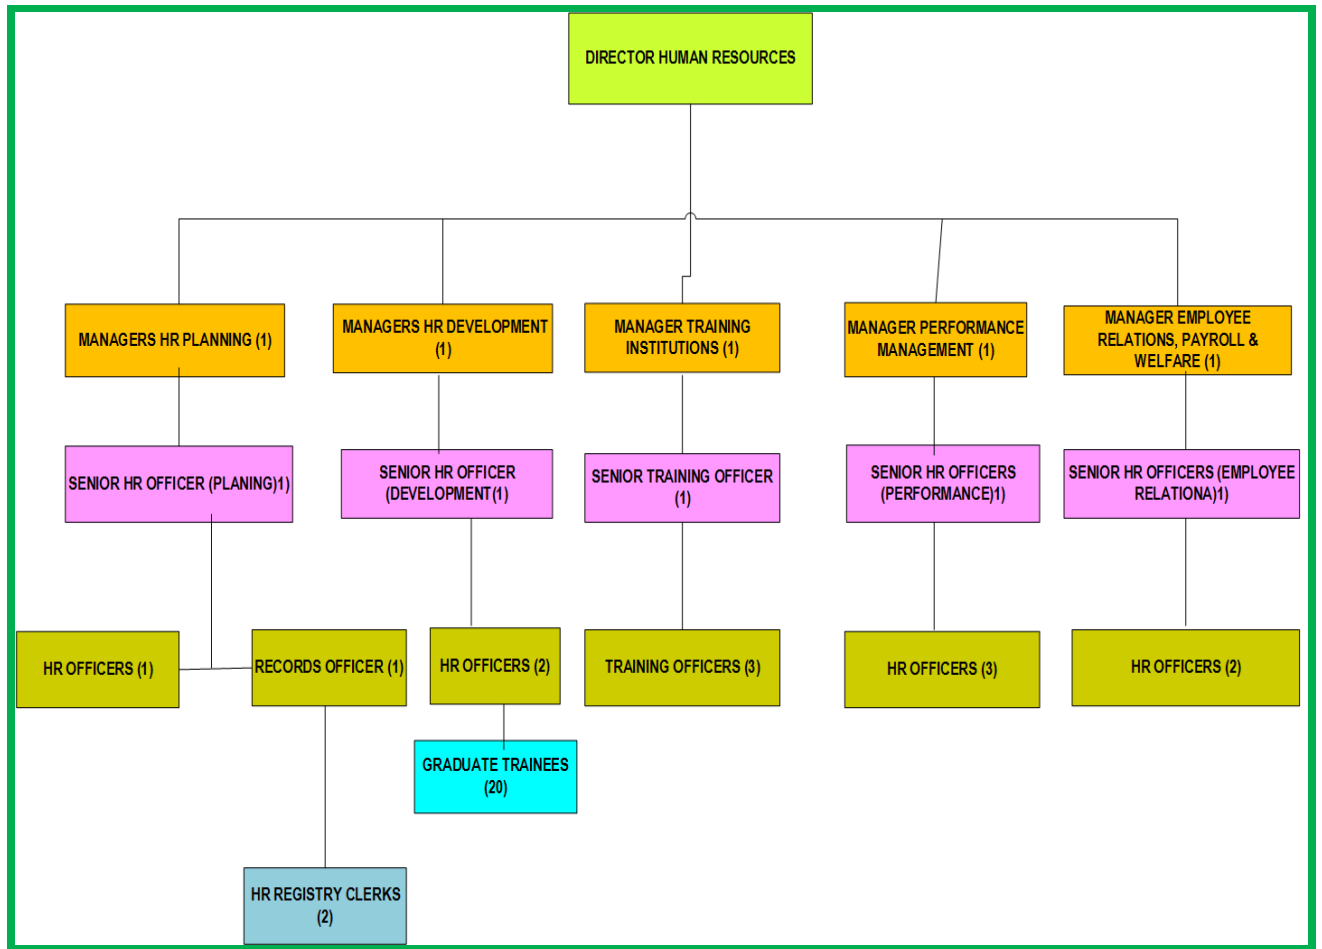 DIRECTOR HUMAN RESOURCES
MANAGERS HR PLANNING (1)
MANAGERS HR DEVELOPMENT
(1)
MANAGER TRAINING
INSTITUTIONS (1)
MANAGER PERFORMANCE
MANAGEMENT (1)
MANAGER EMPLOYEE
RELATIONS, PAYROLL &
WELFARE (1)
SENIOR HR OFFICER (PLANING)1)
SENIOR HR OFFICER
(DEVELOPMENT(1)
SENIOR TRAINING OFFICER
(1)
SENIOR HR OFFICERS
(PERFORMANCE)1)
SENIOR HR OFFICERS (EMPLOYEE
RELATIONA)1)
HR OFFICERS (1)
RECORDS OFFICER (1)
HR OFFICERS (2)
TRAINING OFFICERS (3)
HR OFFICERS (3)
HR OFFICERS (2)
GRADUATE TRAINEES
(20)
HR REGISTRY CLERKS
(2)